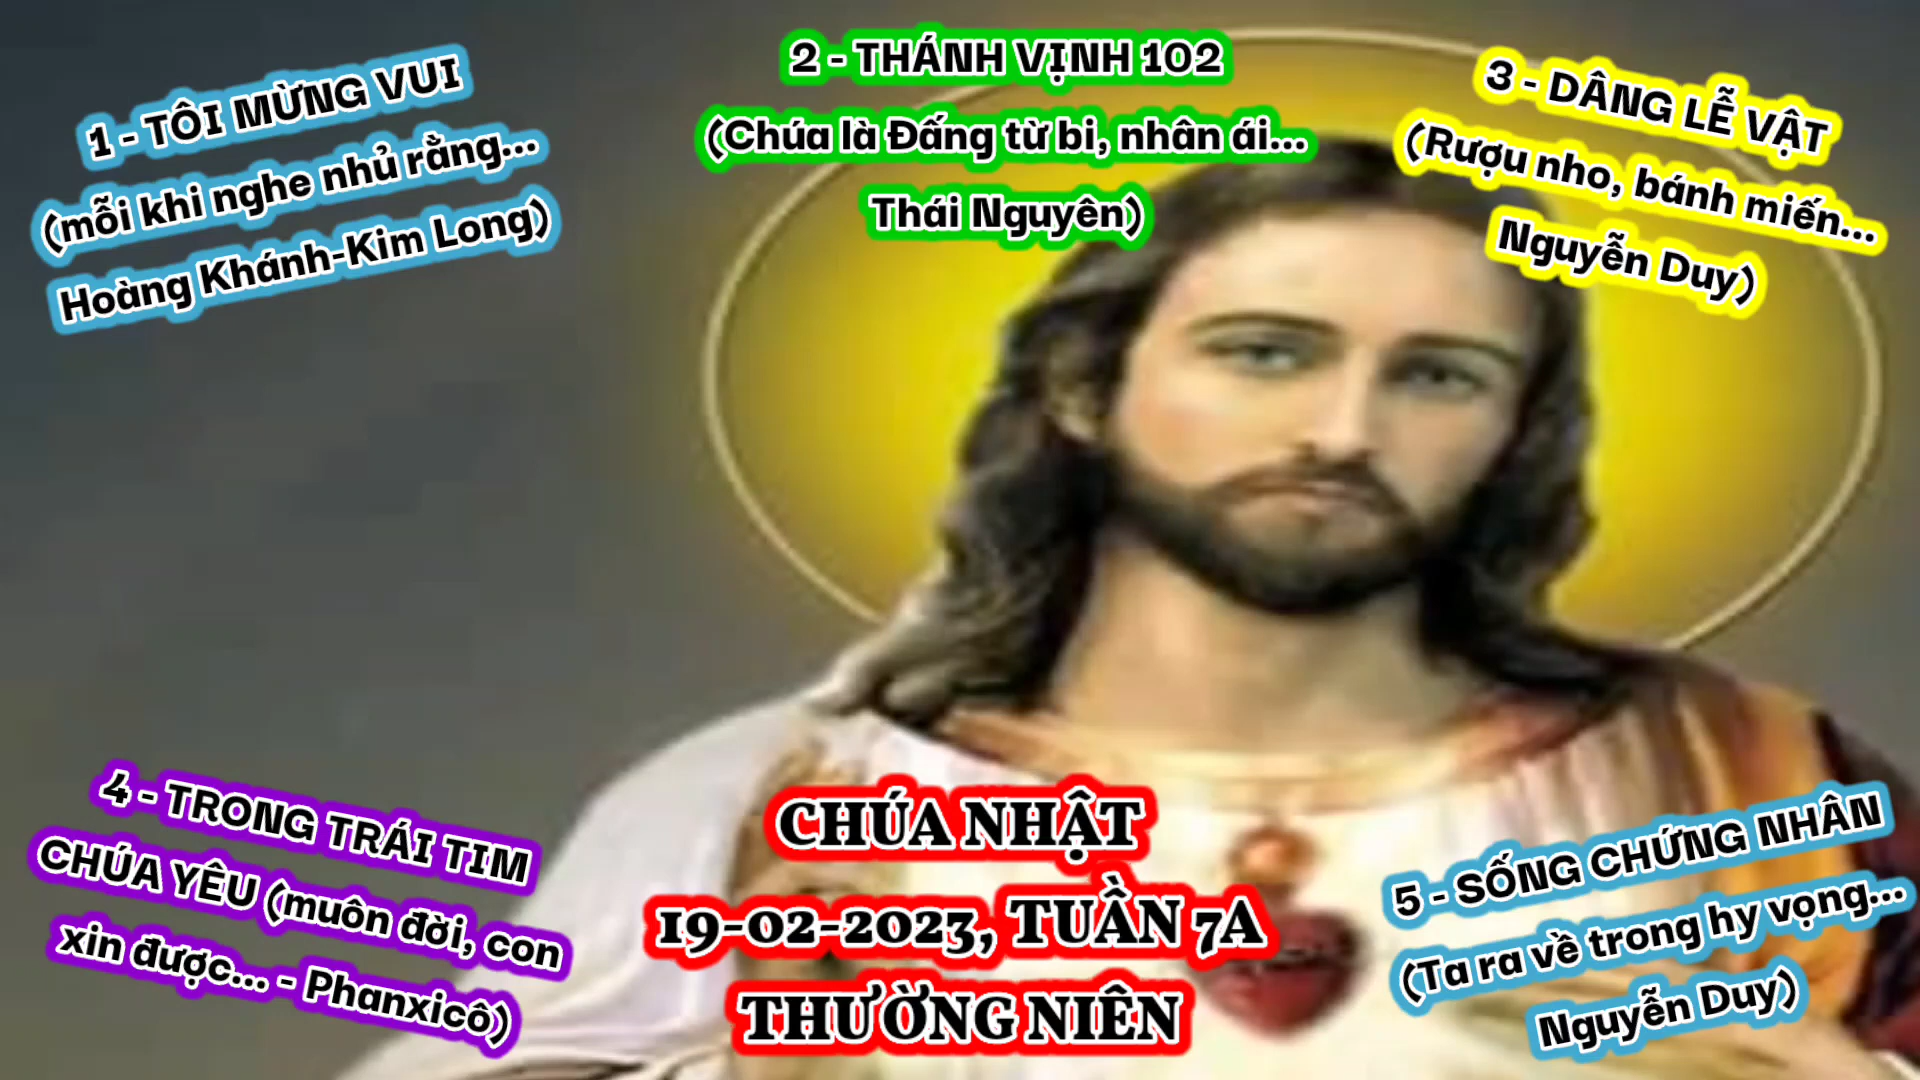 1 - TÔI MỪNG VUI
(mỗi khi nghe nhủ rằng...
Hoàng Khánh-Kim Long)
2 - THÁNH VỊNH 102
(Chúa là Đấng từ bi, nhân ái...
Thái Nguyên)
3 - DÂNG LỄ VẬT
(Rượu nho, bánh miến...
Nguyễn Duy)
4 - TRONG TRÁI TIM
CHÚA YÊU (muôn đời, con
xin được... - Phanxicô)
CHÚA NHẬT
19-02-2023, TUẦN 7A
THƯỜNG NIÊN
5 - SỐNG CHỨNG NHÂN
(Ta ra về trong hy vọng...
Nguyễn Duy)